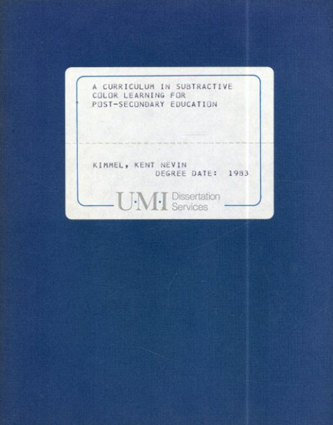 A CURRICULUM IN SUBTRACTIVE
COLOR LEARNING FOR
POST-SECONDARY EDUCATION
KIMMEL, KENT NEVIN
DEGREE DATE: 1983
U·M·I Dissertation
Services